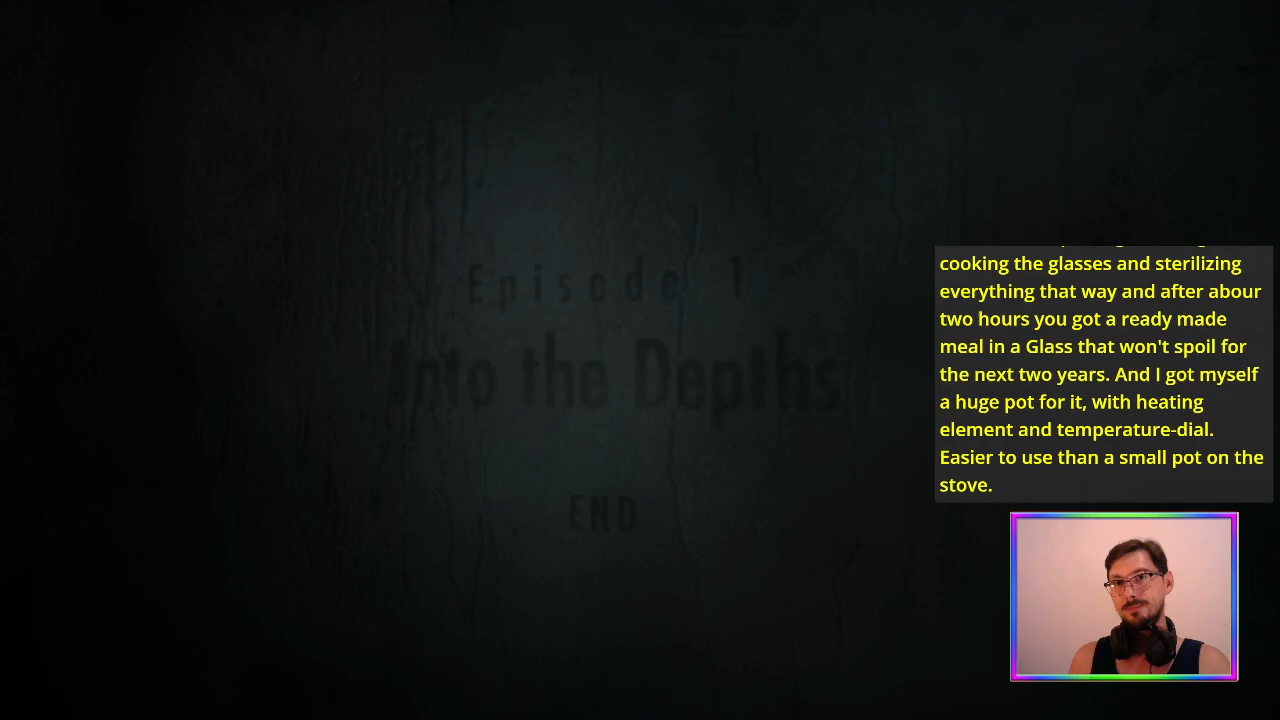 Episode 1
Into the Depths
END
cooking the glasses and sterilizing
everything that way and after abour
two hours you got a ready made
meal in a Glass that won't spoil for
the next two years. And I got myself
a huge pot for it, with heating
element and temperature-dial.
Easier to use than a small pot on the
stove.